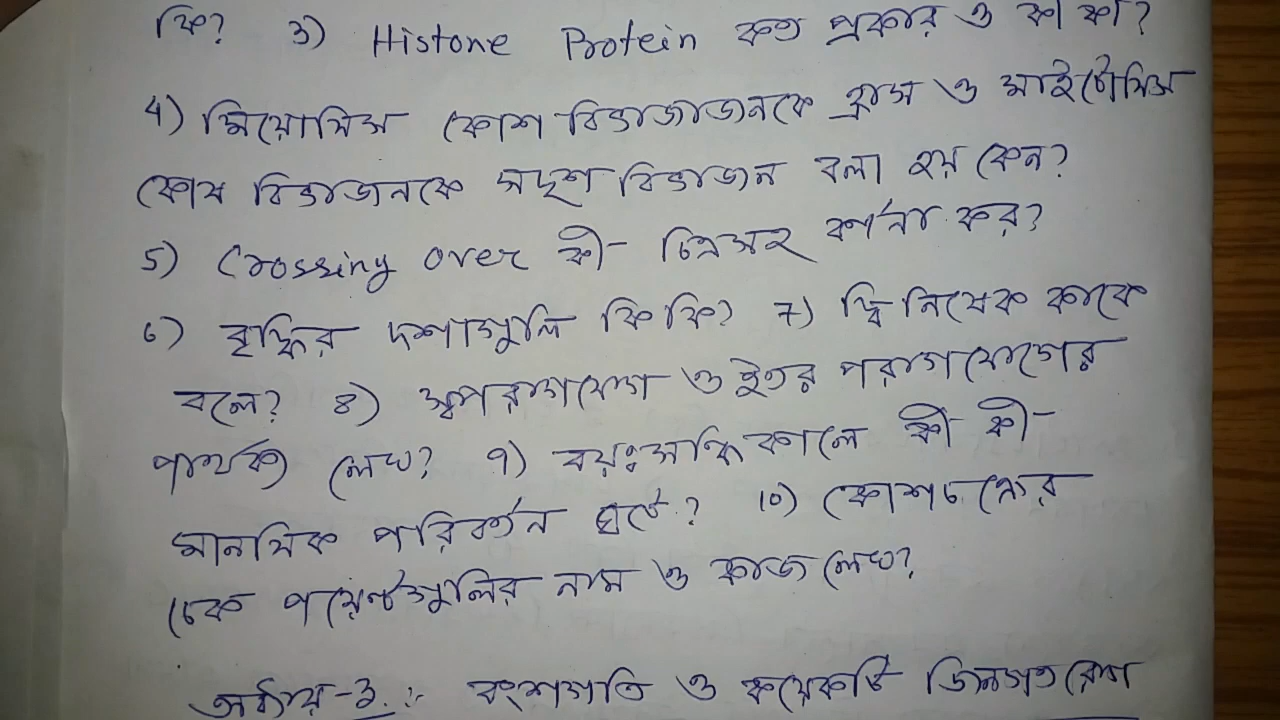 কি? 3) Histone Protein কত প্রকার ও কী কী?
4) মিয়োসিস কোশ বিভাজাজনকে হ্রাস ও মাইটোসিস
কোষ বিভাজনকে সদৃশ বিভাজন বলা হয় কেন?
5) Crossing over কী- চিত্রসহ বর্ণনা কর?
6) বৃদ্ধির দশাগুলি কি কি? 7) দ্বিনিষেক কাকে
বলে? 8) স্বপরাগযোগ ও ইতর পরাগযোগের
পার্থক্য লেখ? 9) বয়ঃসন্ধিকালে কী কী-
মানসিক পরিবর্তন ঘটে? 10) কোশচক্রের
চেক পয়েন্টগুলির নাম ও কাজ লেখ?
অধ্যায়-3 :- বংশগতি ও কয়েকটি জিনগত রোগ